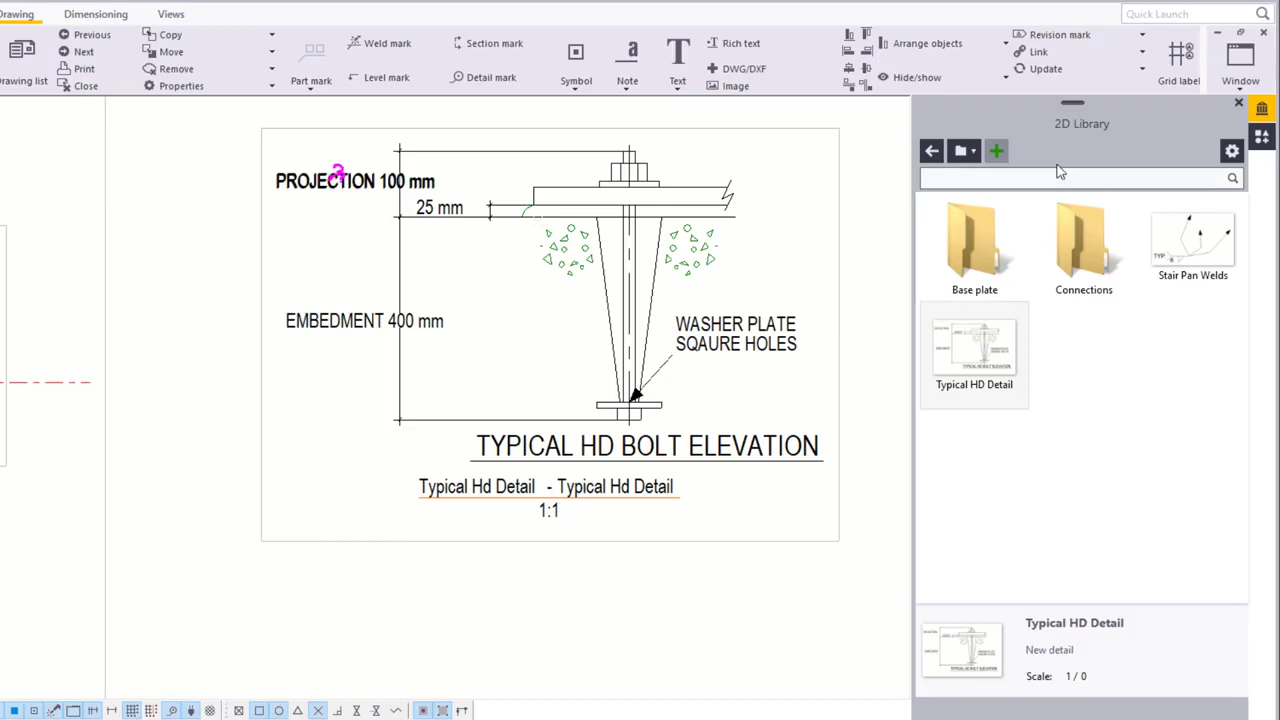 Drawing
Dimensioning
Views
Quick Launch
Previous
Next
Print
Close
Drawing list
Copy
Move
Remove
Properties
Part mark
Weld mark
Level mark
Section mark
Detail mark
Symbol
Note
Text
Rich text
DWG/DXF
Image
Arrange objects
Hide/show
Revision mark
Link
Update
Grid label
Window
PROJECTION 100 mm
25 mm
EMBEDMENT 400 mm
WASHER PLATE
SQAURE HOLES
TYPICAL HD BOLT ELEVATION
Typical Hd Detail - Typical Hd Detail
1:1
2D Library
Base plate
Connections
TYP
Stair Pan Welds
Typical HD Detail
Typical HD Detail
New detail
Scale: 1 / 0